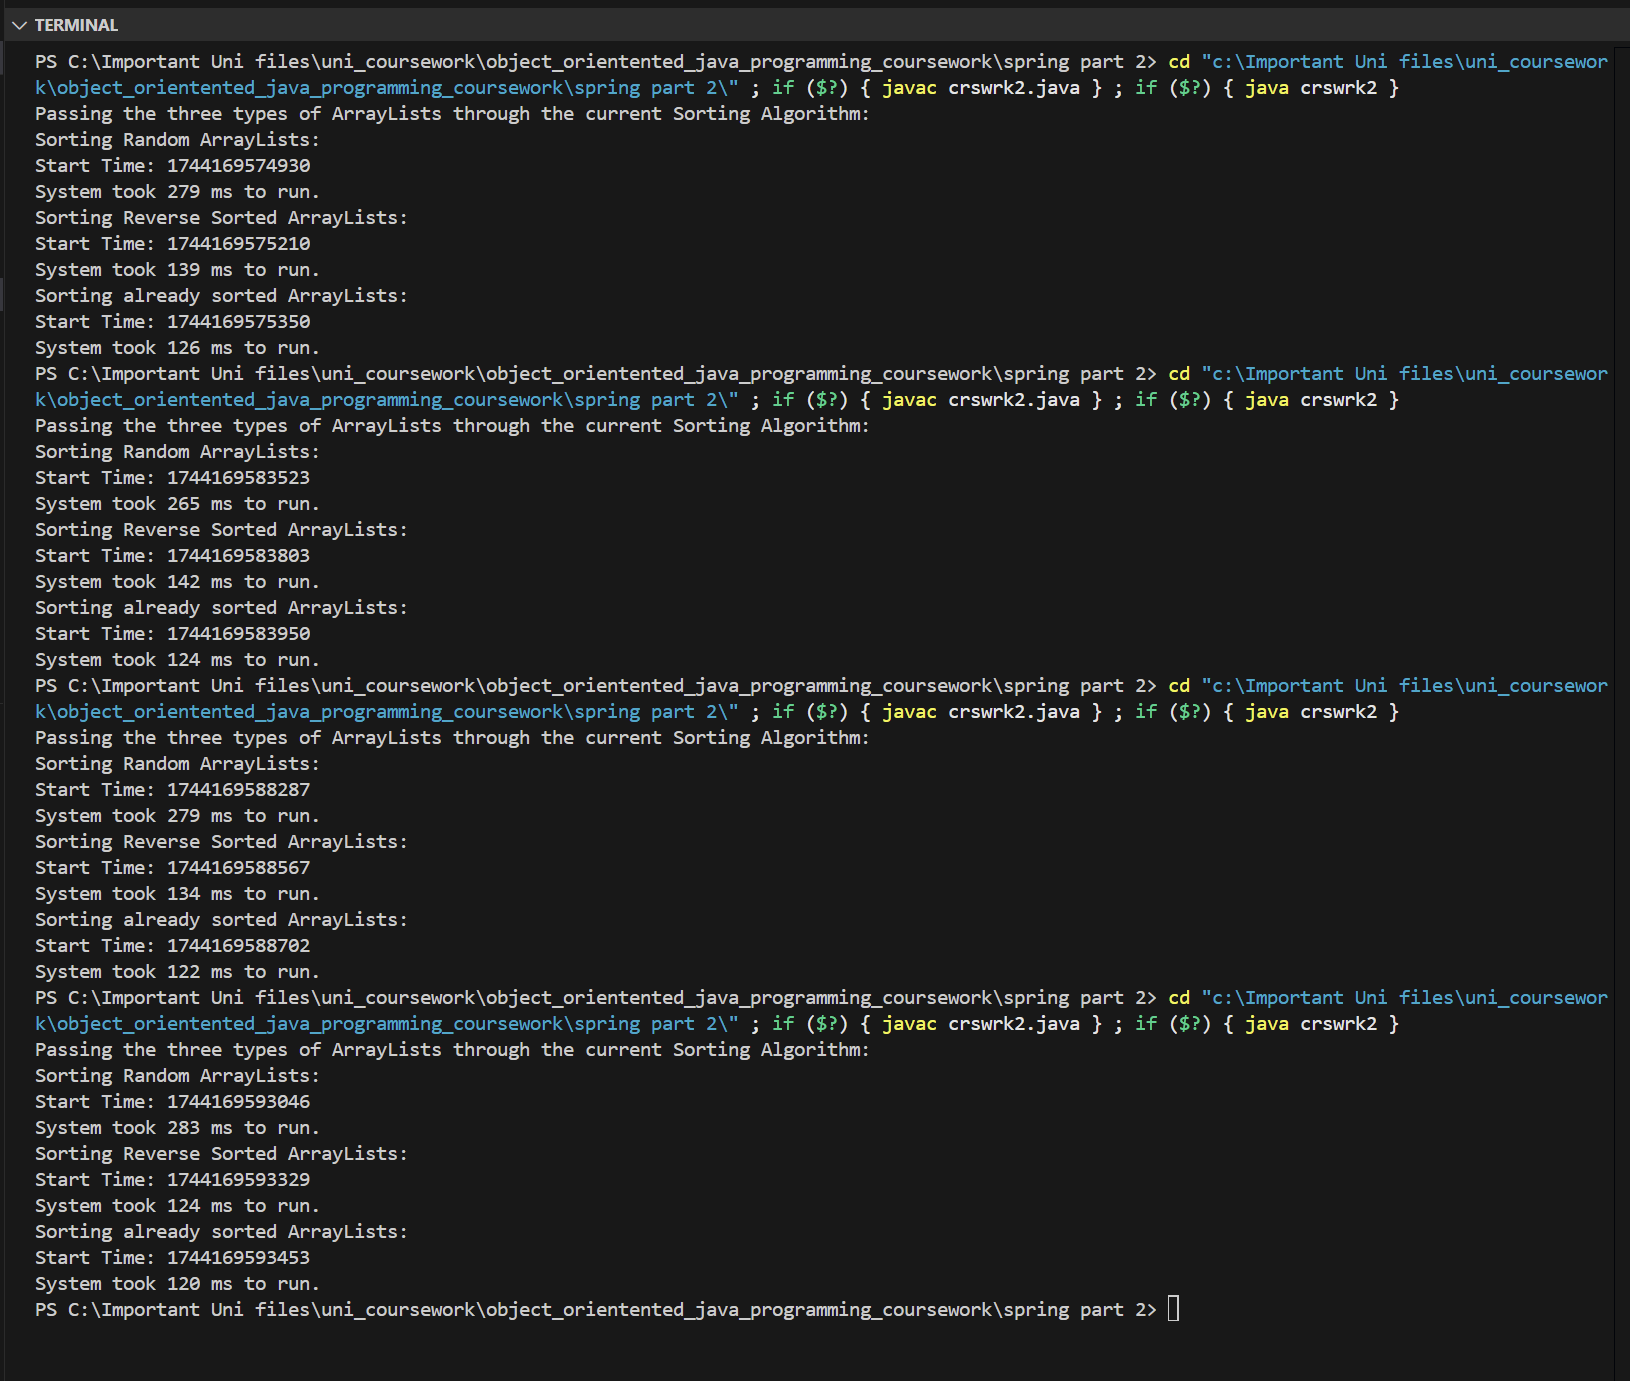 TERMINAL
PS C:\Important Uni files\uni_coursework\object_orientented_java_programming_coursework\spring part 2> cd "c:\Important Uni files\uni_coursewor
k\object_orientented_java_programming_coursework\spring part 2\" ; if ($?) { javac crswrk2.java } ; if ($?) { java crswrk2 }
Passing the three types of ArrayLists through the current Sorting Algorithm:
Sorting Random ArrayLists:
Start Time: 1744169574930
System took 279 ms to run.
Sorting Reverse Sorted ArrayLists:
Start Time: 1744169575210
System took 139 ms to run.
Sorting already sorted ArrayLists:
Start Time: 1744169575350
System took 126 ms to run.
PS C:\Important Uni files\uni_coursework\object_orientented_java_programming_coursework\spring part 2> cd "c:\Important Uni files\uni_coursewor
k\object_orientented_java_programming_coursework\spring part 2\" ; if ($?) { javac crswrk2.java } ; if ($?) { java crswrk2 }
Passing the three types of ArrayLists through the current Sorting Algorithm:
Sorting Random ArrayLists:
Start Time: 1744169583523
System took 265 ms to run.
Sorting Reverse Sorted ArrayLists:
Start Time: 1744169583803
System took 142 ms to run.
Sorting already sorted ArrayLists:
Start Time: 1744169583950
System took 124 ms to run.
PS C:\Important Uni files\uni_coursework\object_orientented_java_programming_coursework\spring part 2> cd "c:\Important Uni files\uni_coursewor
k\object_orientented_java_programming_coursework\spring part 2\" ; if ($?) { javac crswrk2.java } ; if ($?) { java crswrk2 }
Passing the three types of ArrayLists through the current Sorting Algorithm:
Sorting Random ArrayLists:
Start Time: 1744169588287
System took 279 ms to run.
Sorting Reverse Sorted ArrayLists:
Start Time: 1744169588567
System took 134 ms to run.
Sorting already sorted ArrayLists:
Start Time: 1744169588702
System took 122 ms to run.
PS C:\Important Uni files\uni_coursework\object_orientented_java_programming_coursework\spring part 2> cd "c:\Important Uni files\uni_coursewor
k\object_orientented_java_programming_coursework\spring part 2\" ; if ($?) { javac crswrk2.java } ; if ($?) { java crswrk2 }
Passing the three types of ArrayLists through the current Sorting Algorithm:
Sorting Random ArrayLists:
Start Time: 1744169593046
System took 283 ms to run.
Sorting Reverse Sorted ArrayLists:
Start Time: 1744169593329
System took 124 ms to run.
Sorting already sorted ArrayLists:
Start Time: 1744169593453
System took 120 ms to run.
PS C:\Important Uni files\uni_coursework\object_orientented_java_programming_coursework\spring part 2>